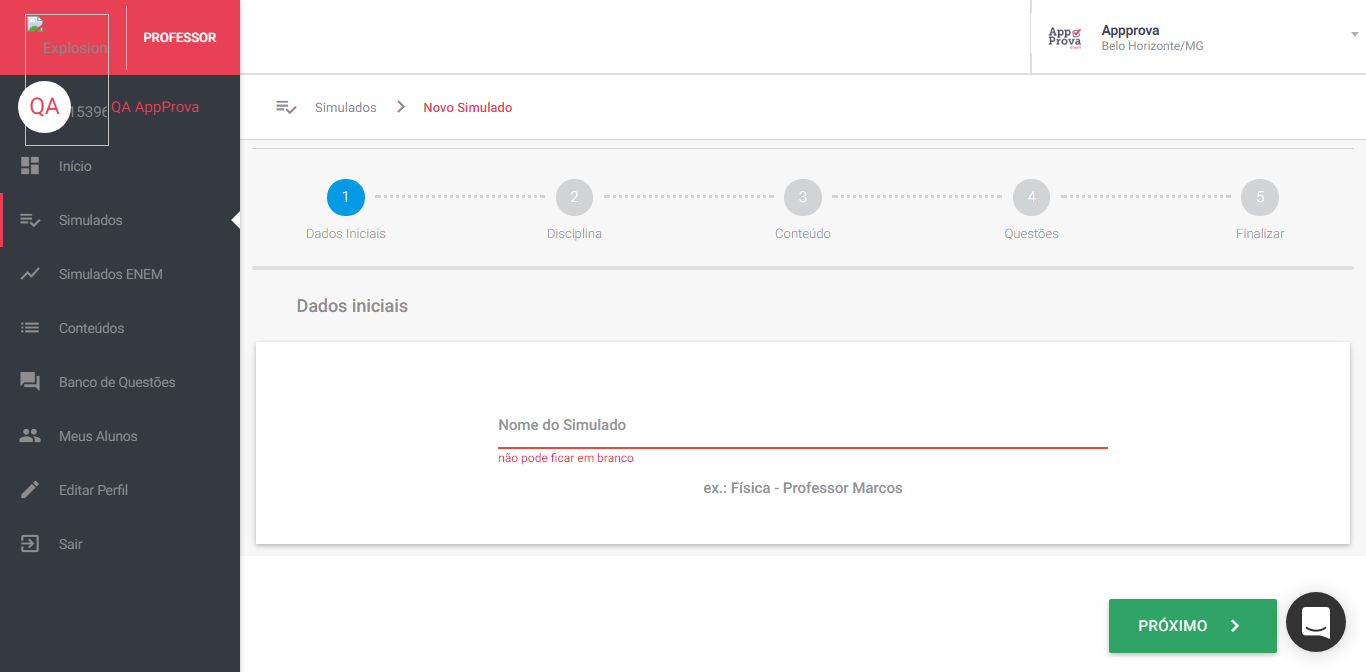 Explosion
PROFESSOR
App
Prova
Appprova
Belo Horizonte/MG
QA
15396
QA AppProva
Simulados
Novo Simulado
Início
Simulados
Simulados ENEM
Conteúdos
Banco de Questões
Meus Alunos
Editar Perfil
Sair
1
2
3
4
5
Dados Iniciais
Disciplina
Conteúdo
Questões
Finalizar
Dados iniciais
Nome do Simulado
não pode ficar em branco
ex.: Física - Professor Marcos
PRÓXIMO